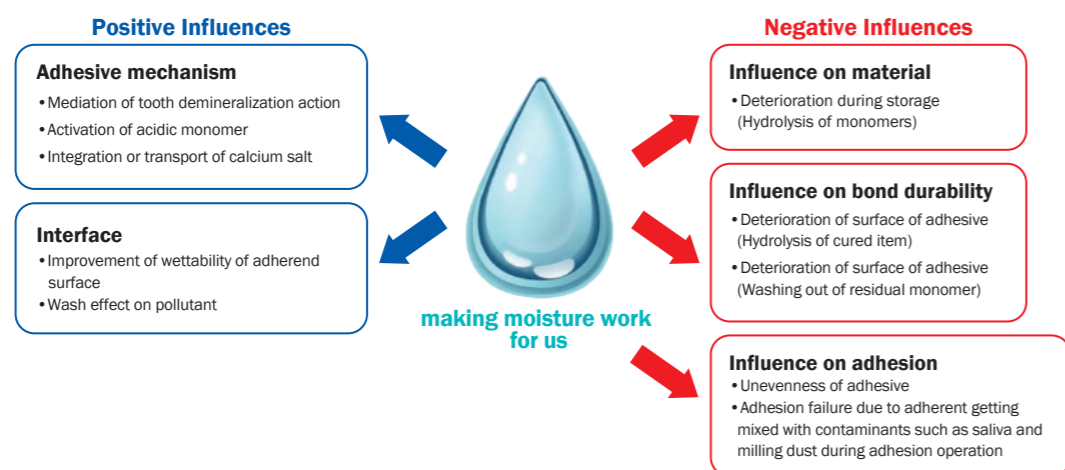 Positive Influences
Adhesive mechanism
•Mediation of tooth demineralization action
•Activation of acidic monomer
•Integration or transport of calcium salt
Interface
•Improvement of wettability of adherend
surface
•Wash effect on pollutant
making moisture work
for us
Negative Influences
Influence on material
•Deterioration during storage
(Hydrolysis of monomers)
Influence on bond durability
•Deterioration of surface of adhesive
(Hydrolysis of cured item)
•Deterioration of surface of adhesive
(Washing out of residual monomer)
Influence on adhesion
•Unevenness of adhesive
•Adhesion failure due to adherent getting
mixed with contaminants such as saliva and
milling dust during adhesion operation